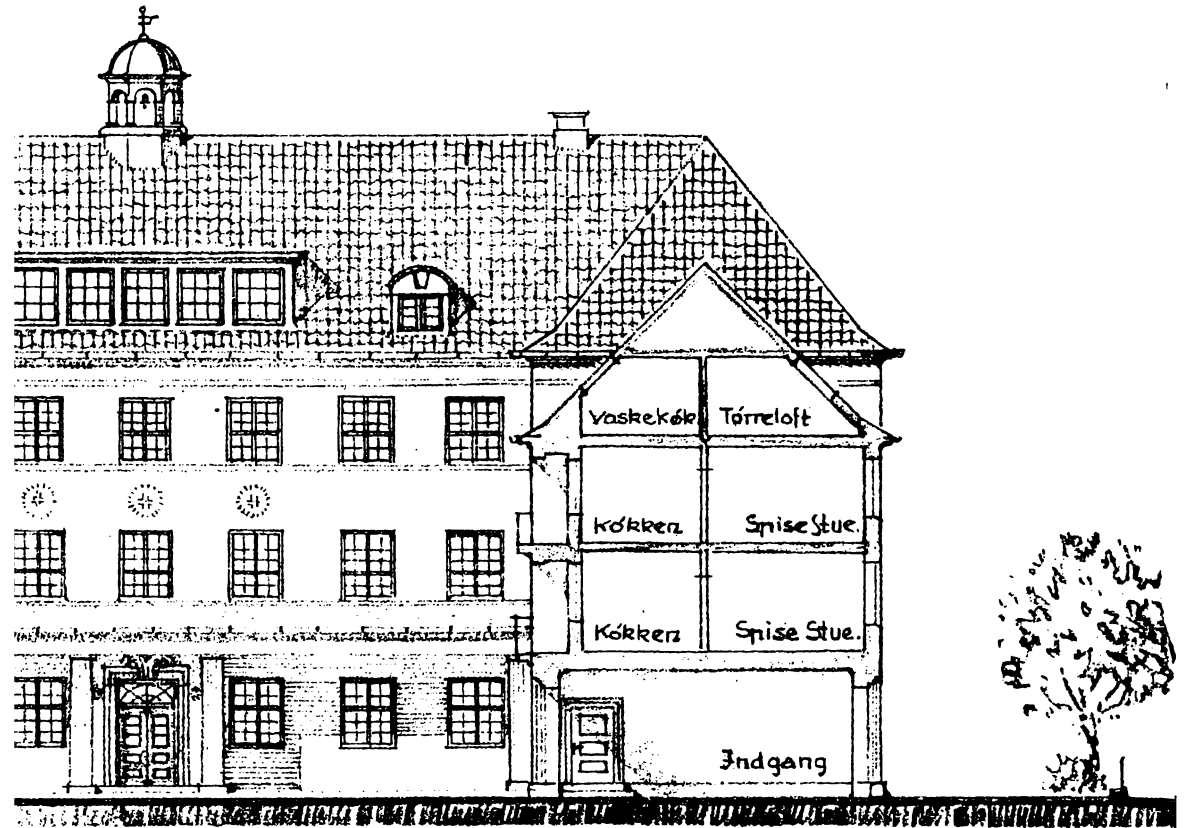 Vaskekøk. Tørreloft
Køkken Spise Stue.
Køkken Spise Stue.
Indgang